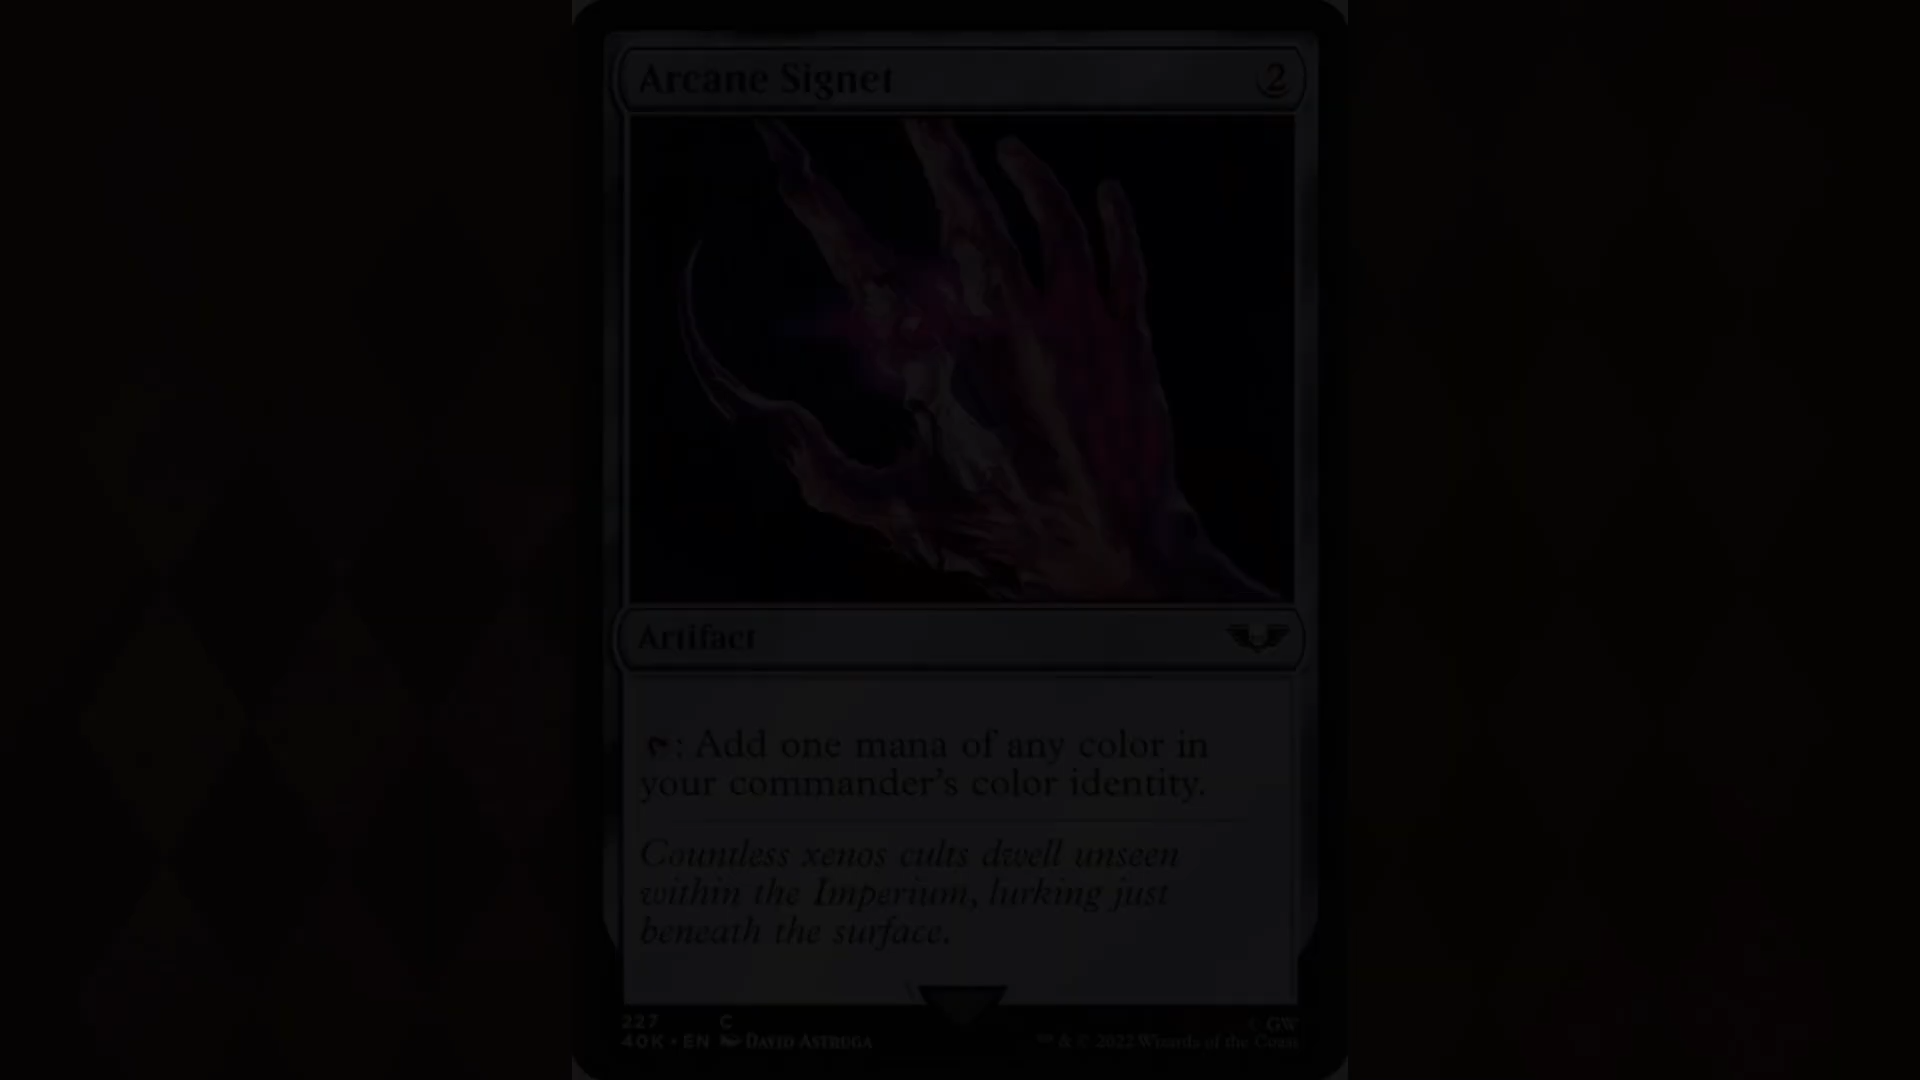 Arcane Signet 2
Artifact
: Add one mana of any color in
your commander's color identity.
Countless xenos cults dwell unseen
within the Imperium, lurking just
beneath the surface.
227 C
40K • EN David Astruga
GW
™ & © 2022 Wizards of the Coast